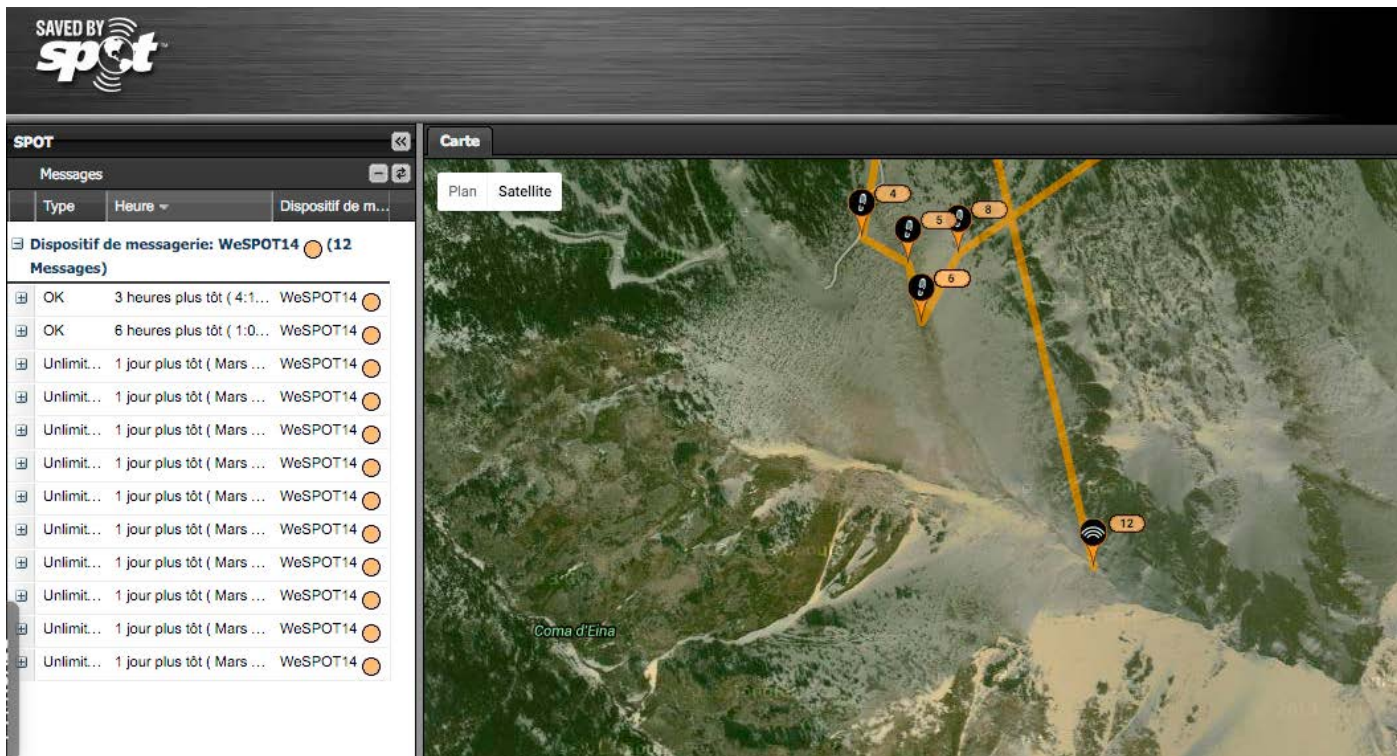 SAVED BY
spot
SPOT
Messages
Type Heure Dispositif de m...
Dispositif de messagerie: WeSPOT14 (12
Messages)
OK 3 heures plus tôt ( 4:1... WeSPOT14
OK 6 heures plus tôt ( 1:0... WeSPOT14
Unlimit... 1 jour plus tôt ( Mars ... WeSPOT14
Unlimit... 1 jour plus tôt ( Mars ... WeSPOT14
Unlimit... 1 jour plus tôt ( Mars ... WeSPOT14
Unlimit... 1 jour plus tôt ( Mars ... WeSPOT14
Unlimit... 1 jour plus tôt ( Mars ... WeSPOT14
Unlimit... 1 jour plus tôt ( Mars ... WeSPOT14
Unlimit... 1 jour plus tôt ( Mars ... WeSPOT14
Unlimit... 1 jour plus tôt ( Mars ... WeSPOT14
Unlimit... 1 jour plus tôt ( Mars ... WeSPOT14
Unlimit... 1 jour plus tôt ( Mars ... WeSPOT14
Carte
Plan Satellite
4
5
8
6
12
Coma d'Eina